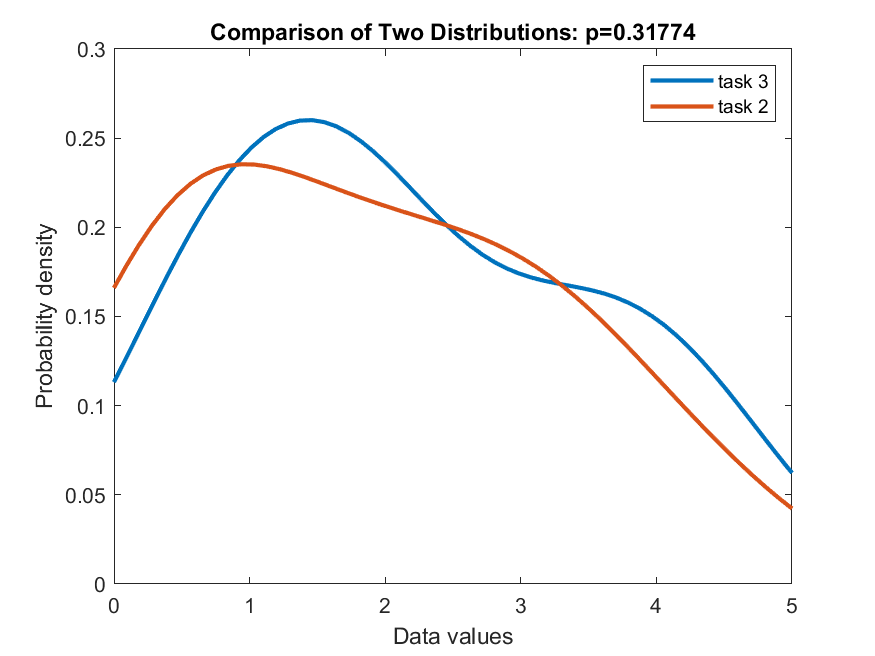 Comparison of Two Distributions: p=0.31774
task 3
task 2
Probability density
0.3
0.25
0.2
0.15
0.1
0.05
0
0 1 2 3 4 5
Data values